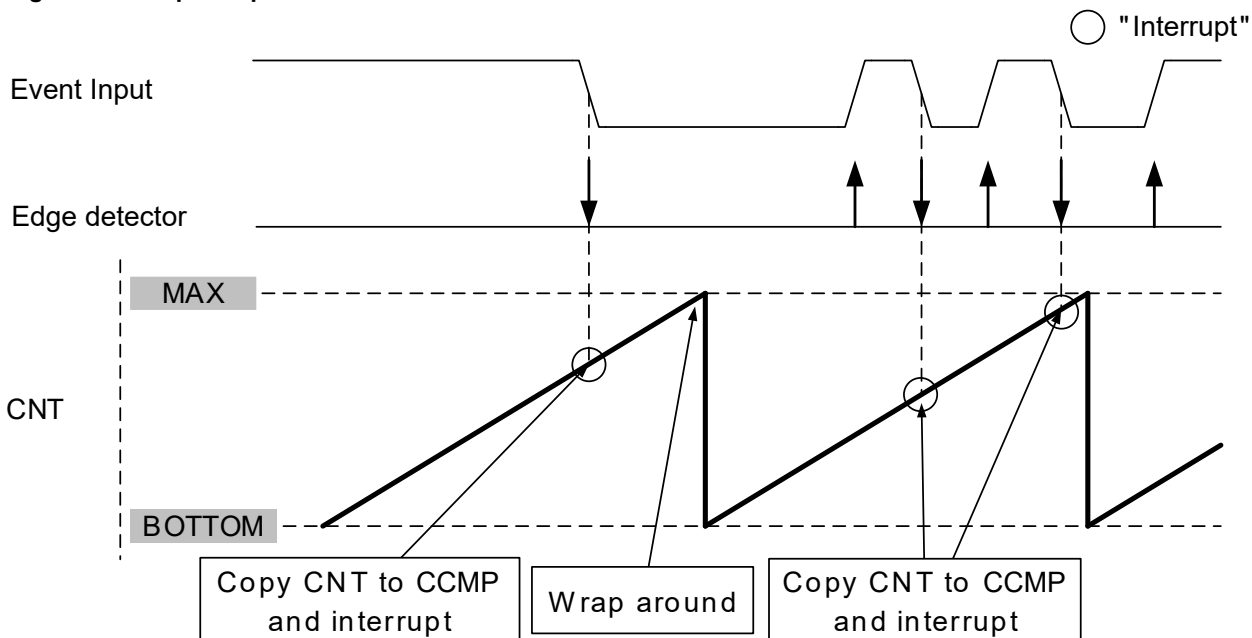 "Interrupt"
Event Input
Edge detector
MAX
CNT
BOTTOM
Copy CNT to CCMP
and interrupt
Wrap around
Copy CNT to CCMP
and interrupt